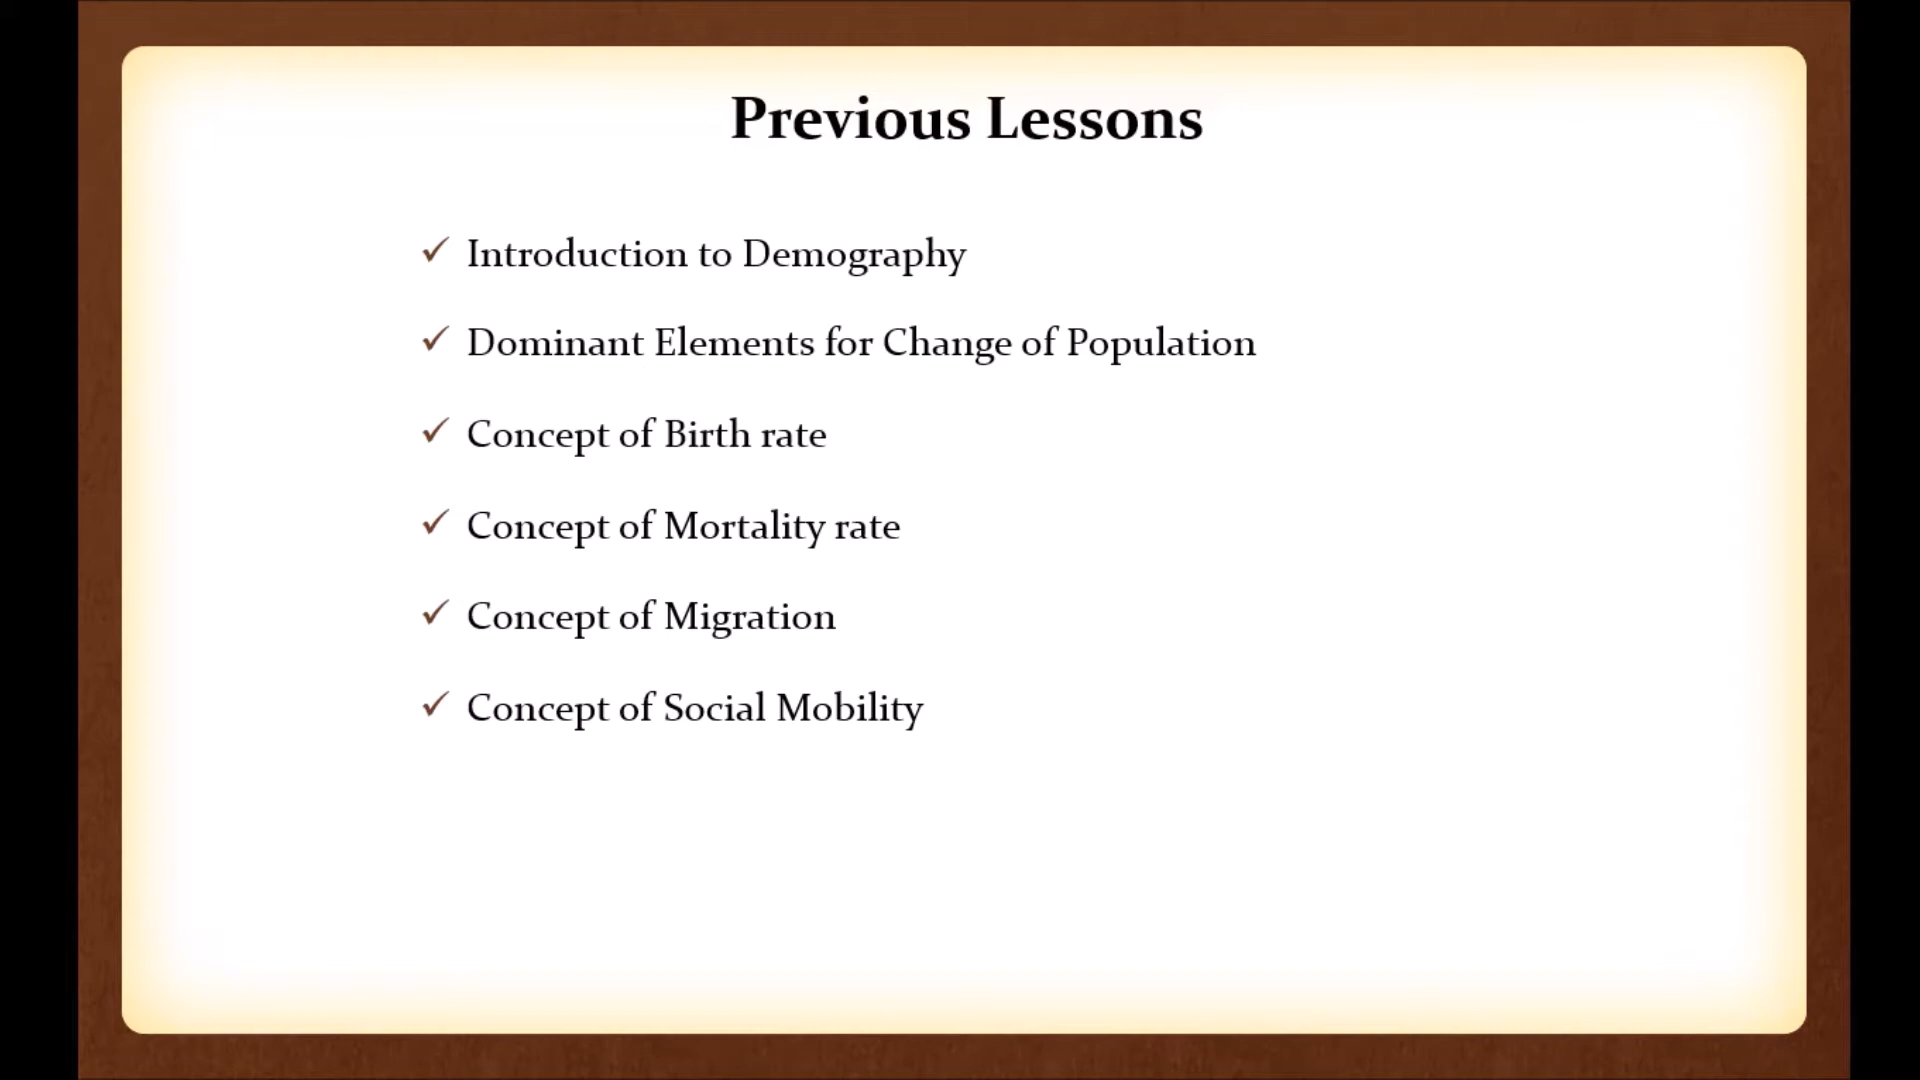 Previous Lessons
✓ Introduction to Demography
✓ Dominant Elements for Change of Population
✓ Concept of Birth rate
✓ Concept of Mortality rate
✓ Concept of Migration
✓ Concept of Social Mobility